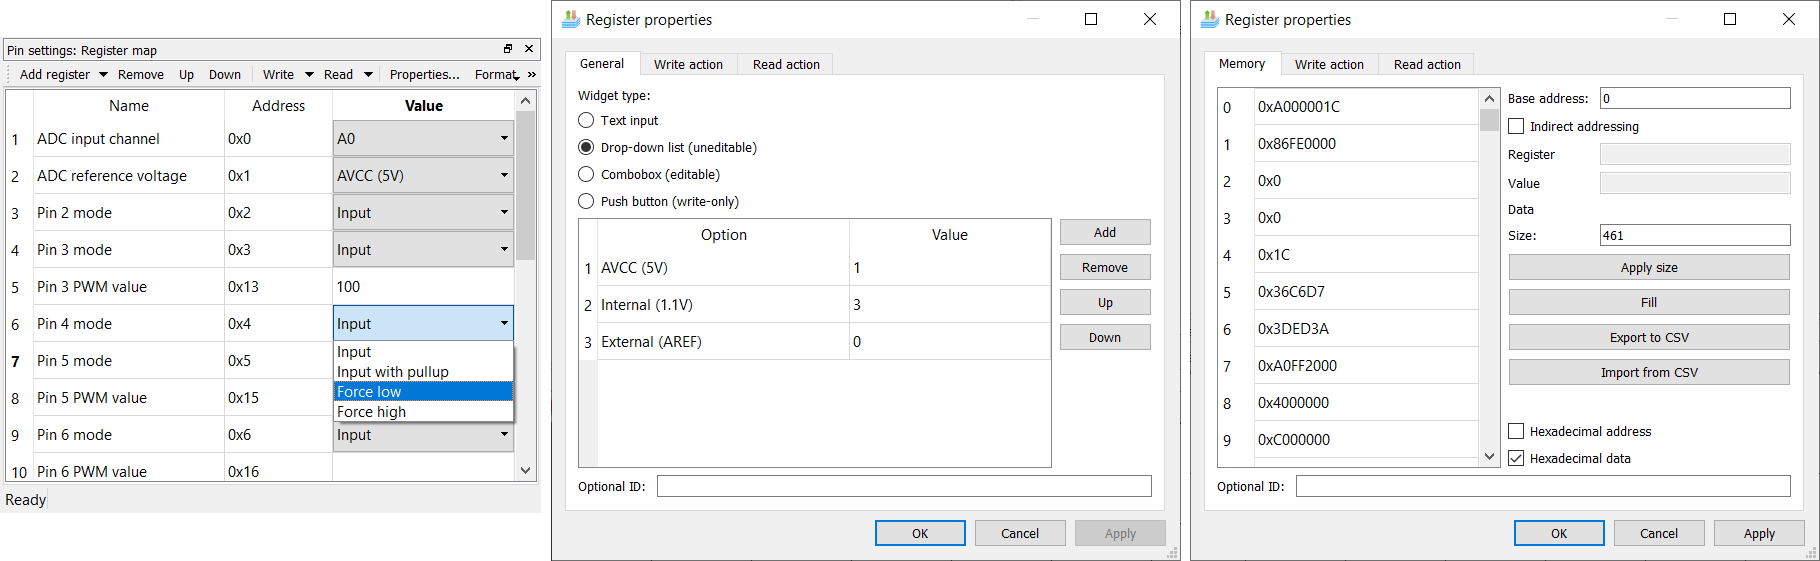 Pin settings: Register map
Add register Remove Up Down Write Read Properties... Format »
Name Address Value
1 ADC input channel 0x0 A0
2 ADC reference voltage 0x1 AVCC (5V)
3 Pin 2 mode 0x2 Input
4 Pin 3 mode 0x3 Input
5 Pin 3 PWM value 0x13 100
6 Pin 4 mode 0x4 Input
Input
7 Pin 5 mode 0x5
Input with pullup
Force low
8 Pin 5 PWM value 0x15
Force high
9 Pin 6 mode 0x6 Input
10 Pin 6 PWM value 0x16
Ready
Register properties
General Write action Read action
Widget type:
Text input
Drop-down list (uneditable)
Combobox (editable)
Push button (write-only)
Option Value
1 AVCC (5V) 1
2 Internal (1.1V) 3
3 External (AREF) 0
Add
Remove
Up
Down
Optional ID:
OK Cancel Apply
Register properties
Memory Write action Read action
0 0xA000001C
1 0x86FE0000
2 0x0
3 0x0
4 0x1C
5 0x36C6D7
6 0x3DED3A
7 0xA0FF2000
8 0x4000000
9 0xC000000
Base address: 0
Indirect addressing
Register
Value
Data
Size: 461
Apply size
Fill
Export to CSV
Import from CSV
Hexadecimal address
Hexadecimal data
Optional ID:
OK Cancel Apply